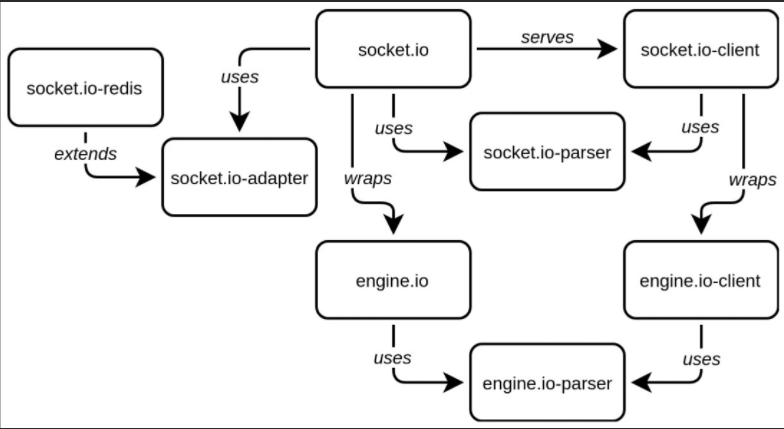 socket.io
serves
socket.io-client
socket.io-redis
uses
extends
uses
uses
socket.io-parser
socket.io-adapter
wraps
wraps
engine.io
engine.io-client
uses
uses
engine.io-parser